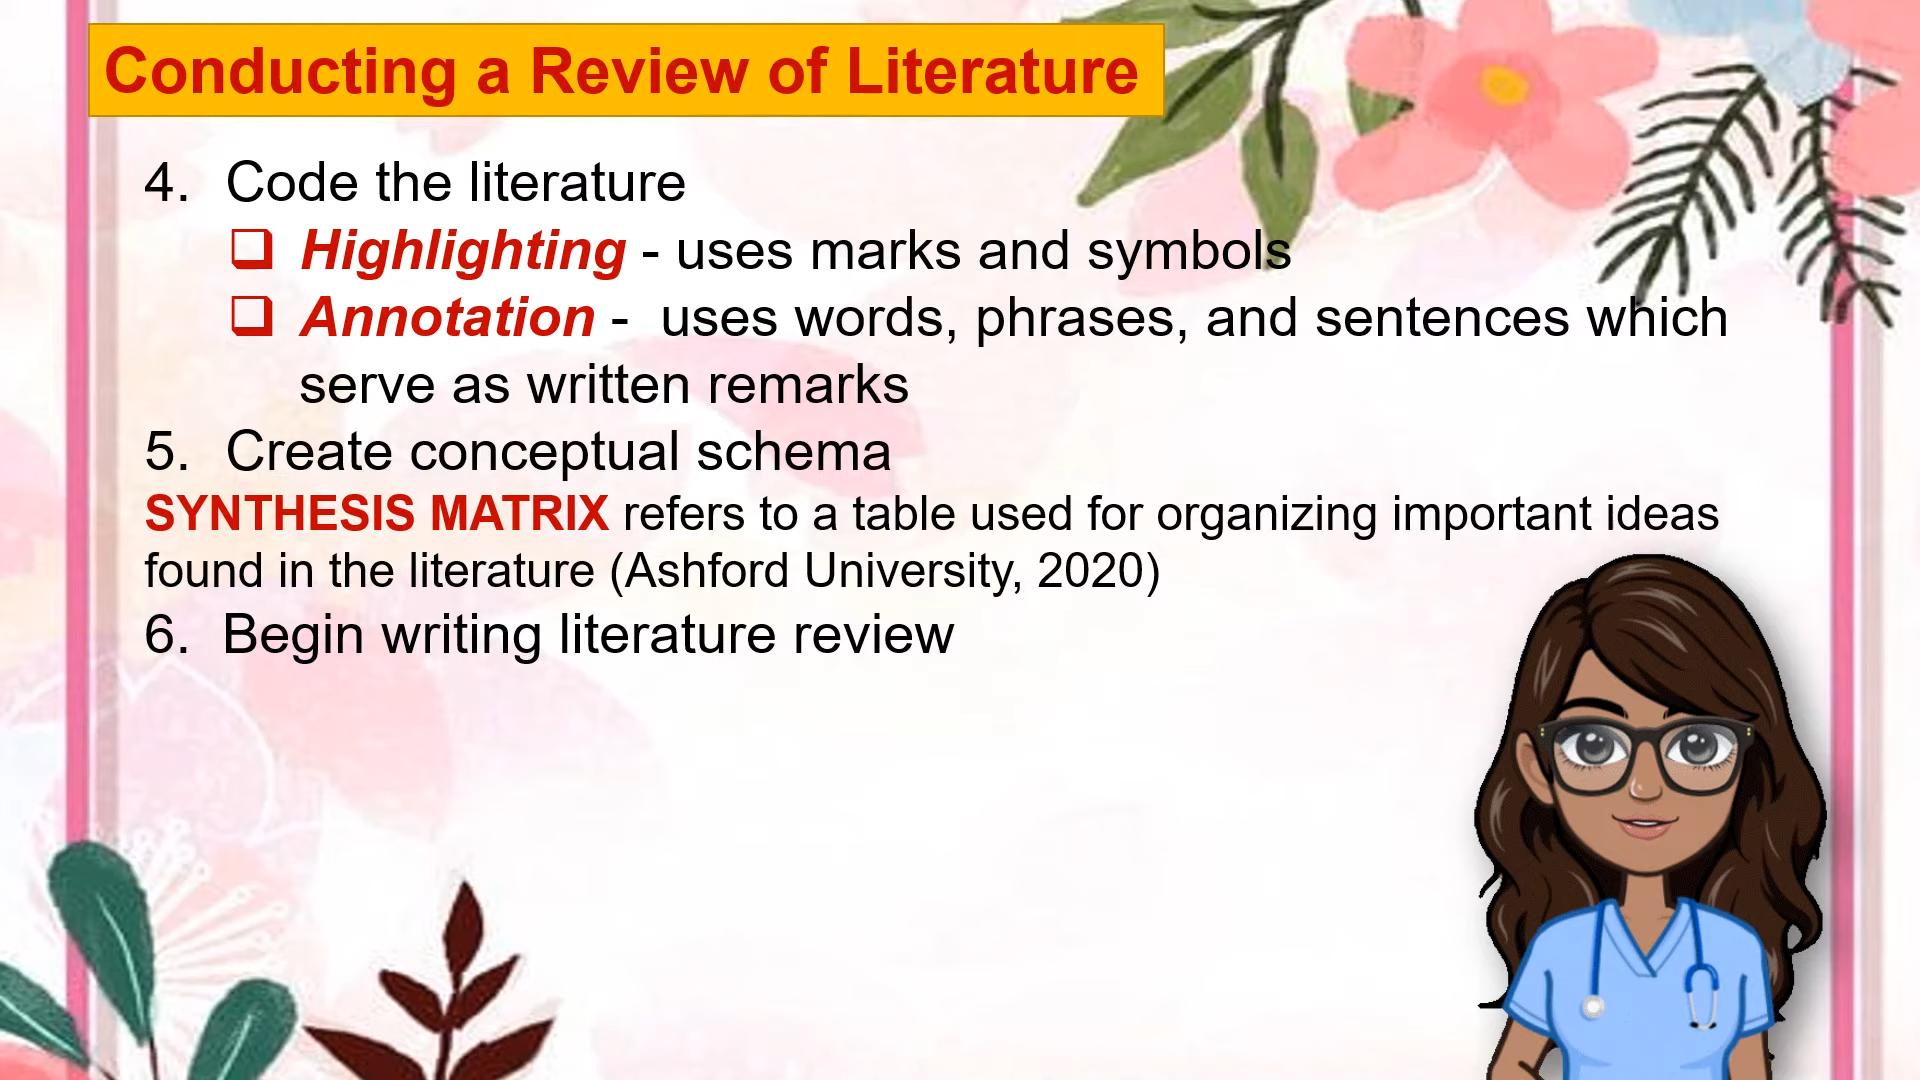 Conducting a Review of Literature
4. Code the literature
❑ Highlighting - uses marks and symbols
❑ Annotation - uses words, phrases, and sentences which
serve as written remarks
5. Create conceptual schema
SYNTHESIS MATRIX refers to a table used for organizing important ideas
found in the literature (Ashford University, 2020)
6. Begin writing literature review